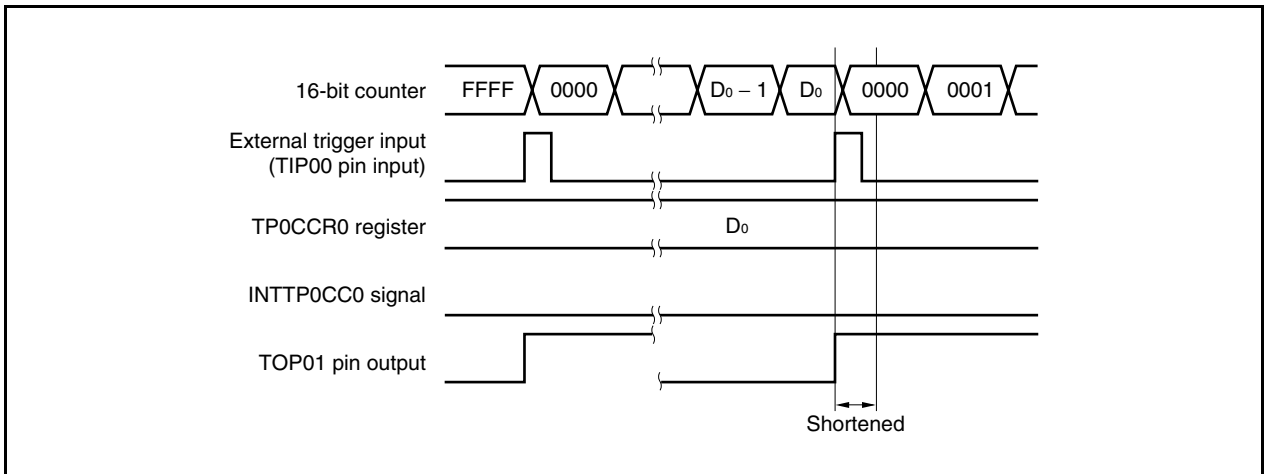 16-bit counter FFFF 0000 D0 – 1 D0 0000 0001
External trigger input
(TIP00 pin input)
TP0CCR0 register D0
INTTP0CC0 signal
TOP01 pin output
Shortened